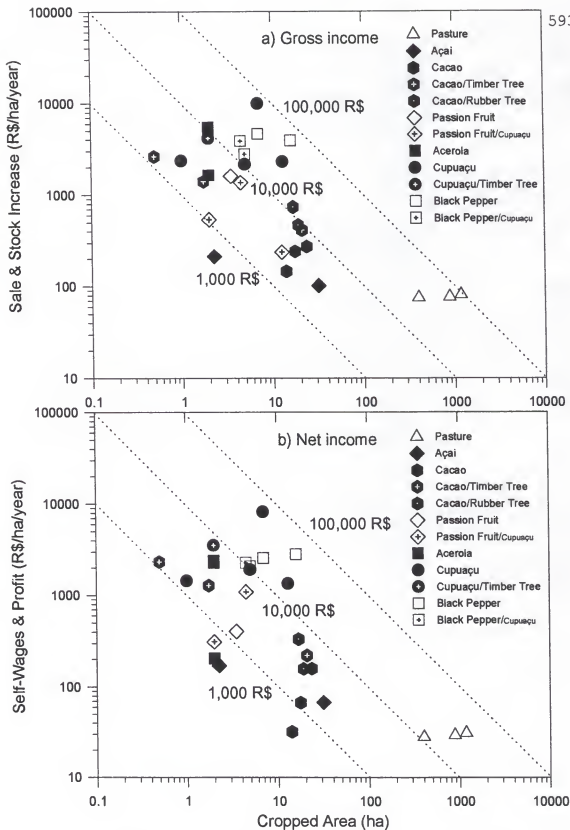 593
a) Gross income
Pasture
Açai
Cacao
Cacao/Timber Tree
Cacao/Rubber Tree
Passion Fruit
Passion Fruit/Cupuaçu
Acerola
Cupuaçu
Cupuaçu/Timber Tree
Black Pepper
Black Pepper/Cupuaçu
100,000 R$
10,000 R$
1,000 R$
Sale & Stock Increase (R$/ha/year)
100000
10000
1000
100
10
0.1 1 10 100 1000 10000
b) Net income
Pasture
Açai
Cacao
Cacao/Timber Tree
Cacao/Rubber Tree
Passion Fruit
Passion Fruit/Cupuaçu
Acerola
Cupuaçu
Cupuaçu/Timber Tree
Black Pepper
Black Pepper/Cupuaçu
100,000 R$
10,000 R$
1,000 R$
Self-Wages & Profit (R$/ha/year)
100000
10000
1000
100
10
0.1 1 10 100 1000 10000
Cropped Area (ha)